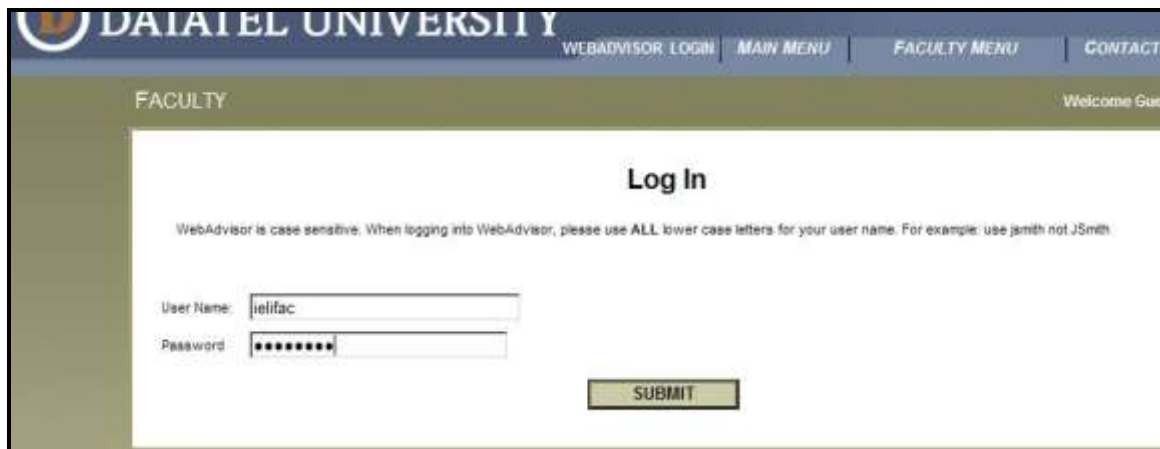 DATATEL UNIVERSITY
WEBADVISOR LOGIN MAIN MENU FACULTY MENU CONTACT
FACULTY Welcome Gue
Log In
WebAdvisor is case sensitive. When logging into WebAdvisor, please use ALL lower case letters for your user name. For example: use jsmith not JSmith
User Name: ielifac
Password ••••••••
SUBMIT